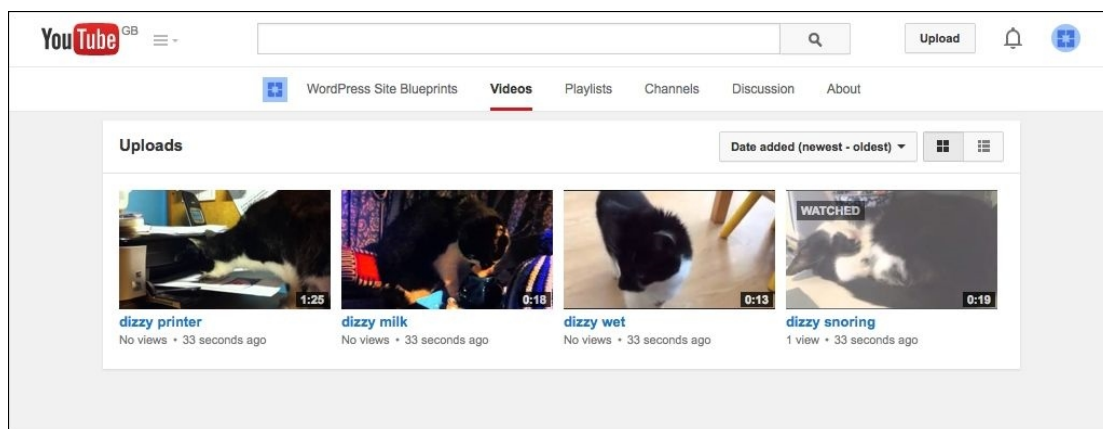 YouTube GB
Upload
WordPress Site Blueprints Videos Playlists Channels Discussion About
Uploads
Date added (newest - oldest)
WATCHED
1:25 0:18 0:13 0:19
dizzy printer dizzy milk dizzy wet dizzy snoring
No views • 33 seconds ago No views • 33 seconds ago No views • 33 seconds ago 1 view • 33 seconds ago